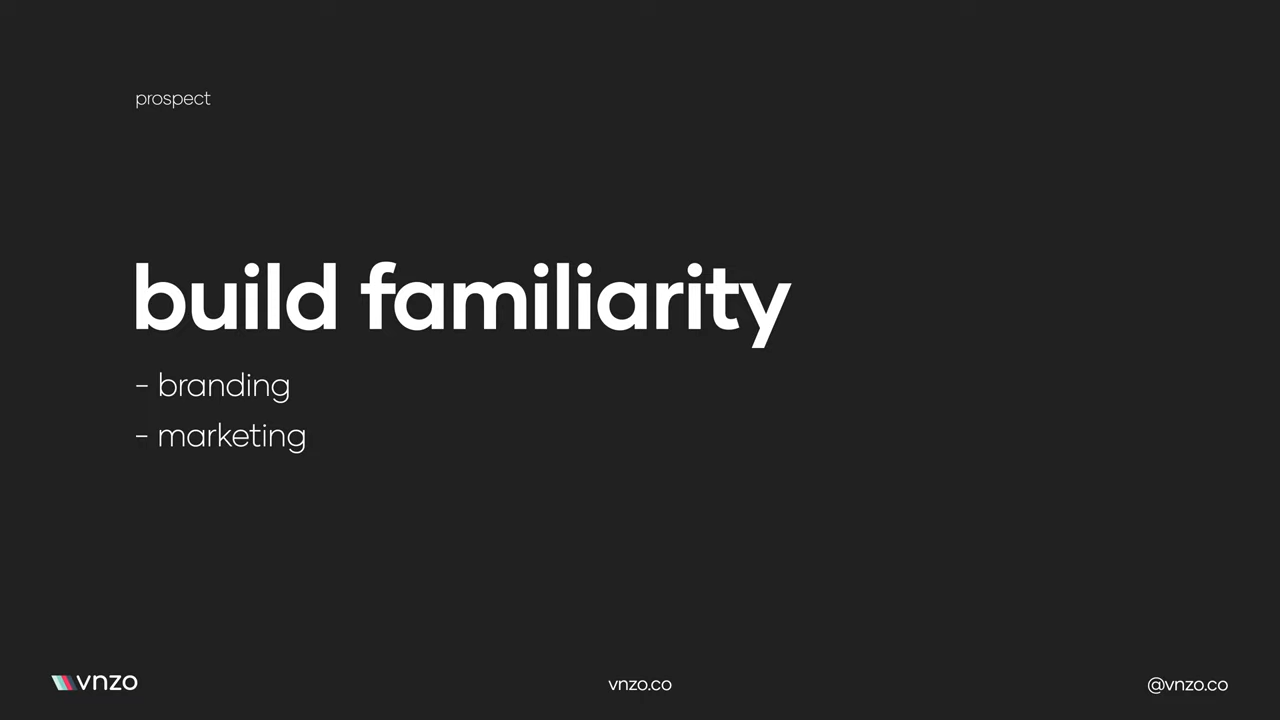 prospect
build familiarity
- branding
- marketing
vnzo
vnzo.co
@vnzo.co